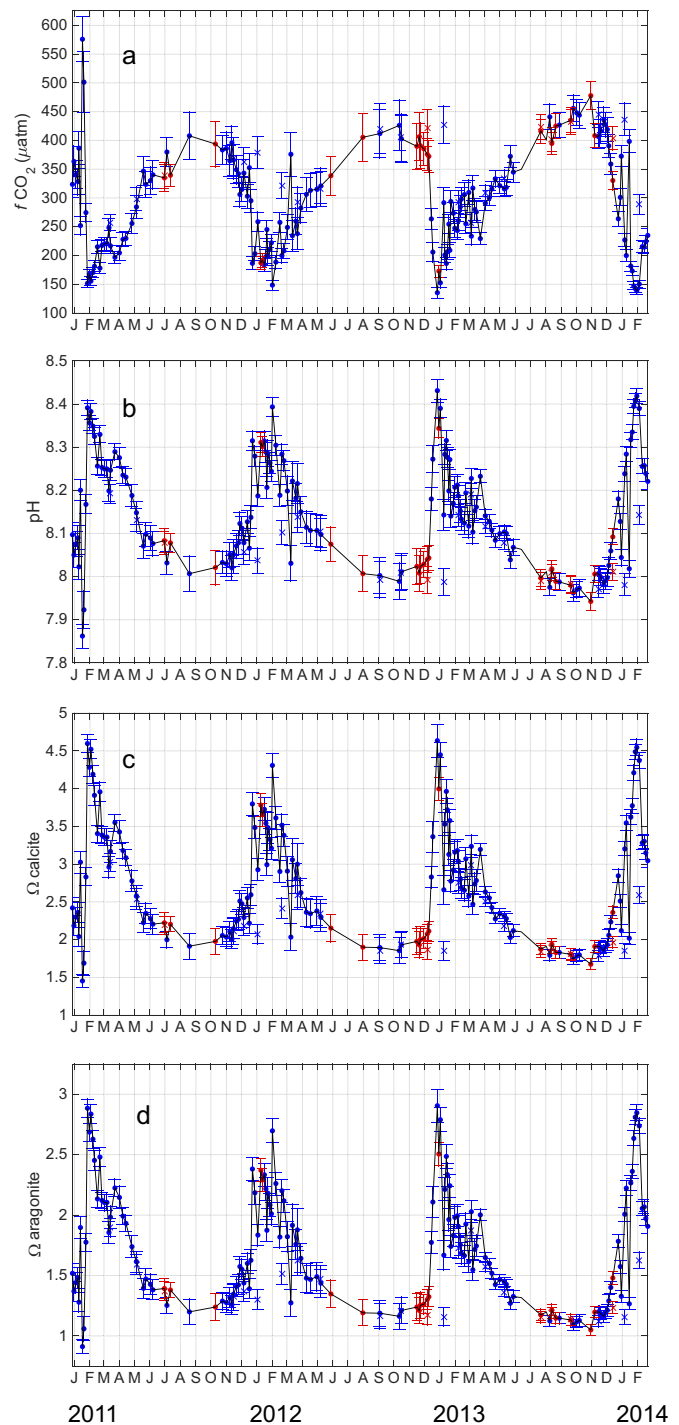 a
f CO2 (μatm)
600
550
500
450
400
350
300
250
200
150
100
J F M A M J J A S O N D J F M A M J J A S O N D J F M A M J J A S O N D J F
b
pH
8.5
8.4
8.3
8.2
8.1
8
7.9
7.8
J F M A M J J A S O N D J F M A M J J A S O N D J F M A M J J A S O N D J F
c
Ω calcite
5
4.5
4
3.5
3
2.5
2
1.5
1
J F M A M J J A S O N D J F M A M J J A S O N D J F M A M J J A S O N D J F
d
Ω aragonite
3
2.5
2
1.5
1
J F M A M J J A S O N D J F M A M J J A S O N D J F M A M J J A S O N D J F
2011 2012 2013 2014